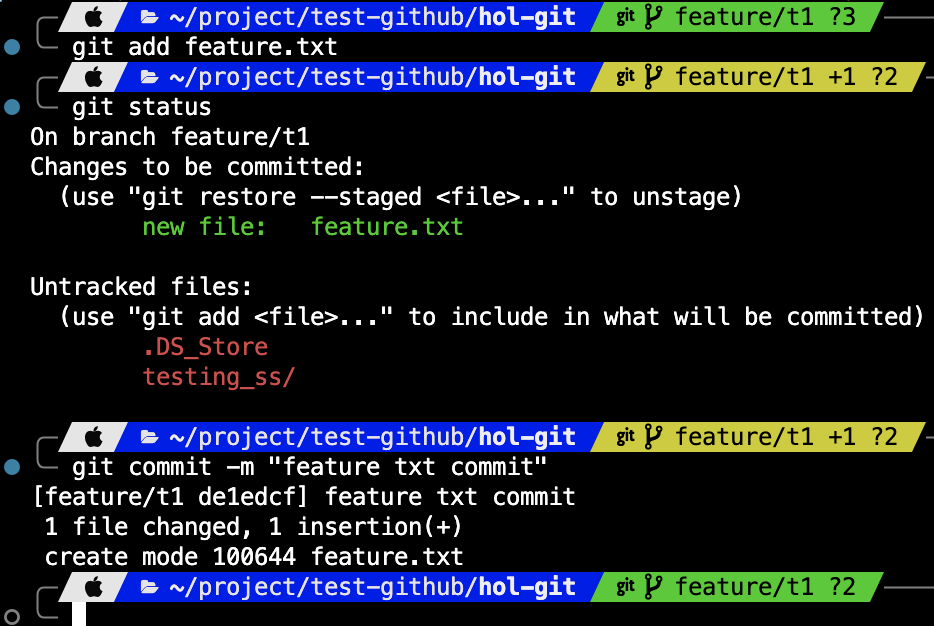 ~/project/test-github/hol-git git feature/t1 ?3
git add feature.txt
~/project/test-github/hol-git git feature/t1 +1 ?2
git status
On branch feature/t1
Changes to be committed:
  (use "git restore --staged <file>..." to unstage)
        new file:   feature.txt

Untracked files:
  (use "git add <file>..." to include in what will be committed)
        .DS_Store
        testing_ss/

~/project/test-github/hol-git git feature/t1 +1 ?2
git commit -m "feature txt commit"
[feature/t1 de1edcf] feature txt commit
 1 file changed, 1 insertion(+)
 create mode 100644 feature.txt
~/project/test-github/hol-git git feature/t1 ?2